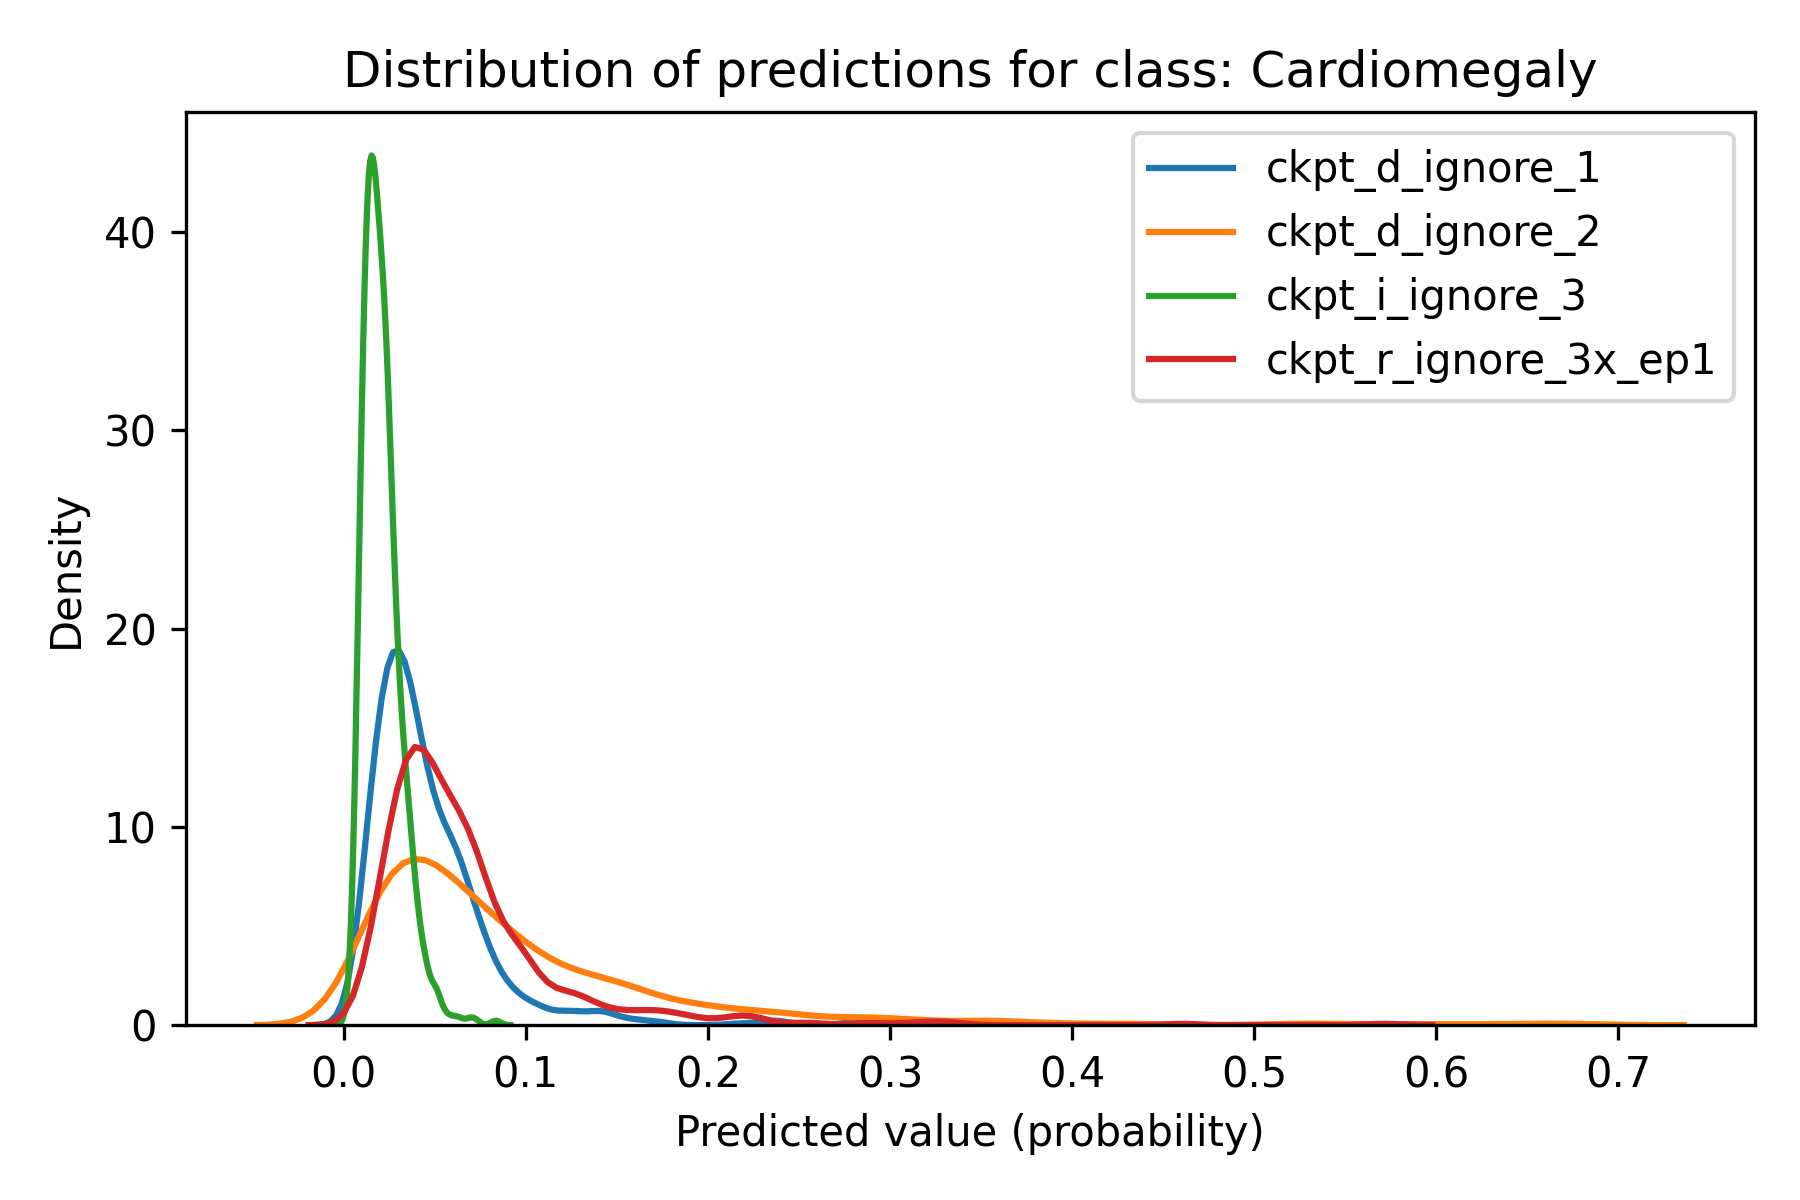 Distribution of predictions for class: Cardiomegaly
ckpt_d_ignore_1
ckpt_d_ignore_2
ckpt_i_ignore_3
ckpt_r_ignore_3x_ep1
Density
40
30
20
10
0
0.0 0.1 0.2 0.3 0.4 0.5 0.6 0.7
Predicted value (probability)